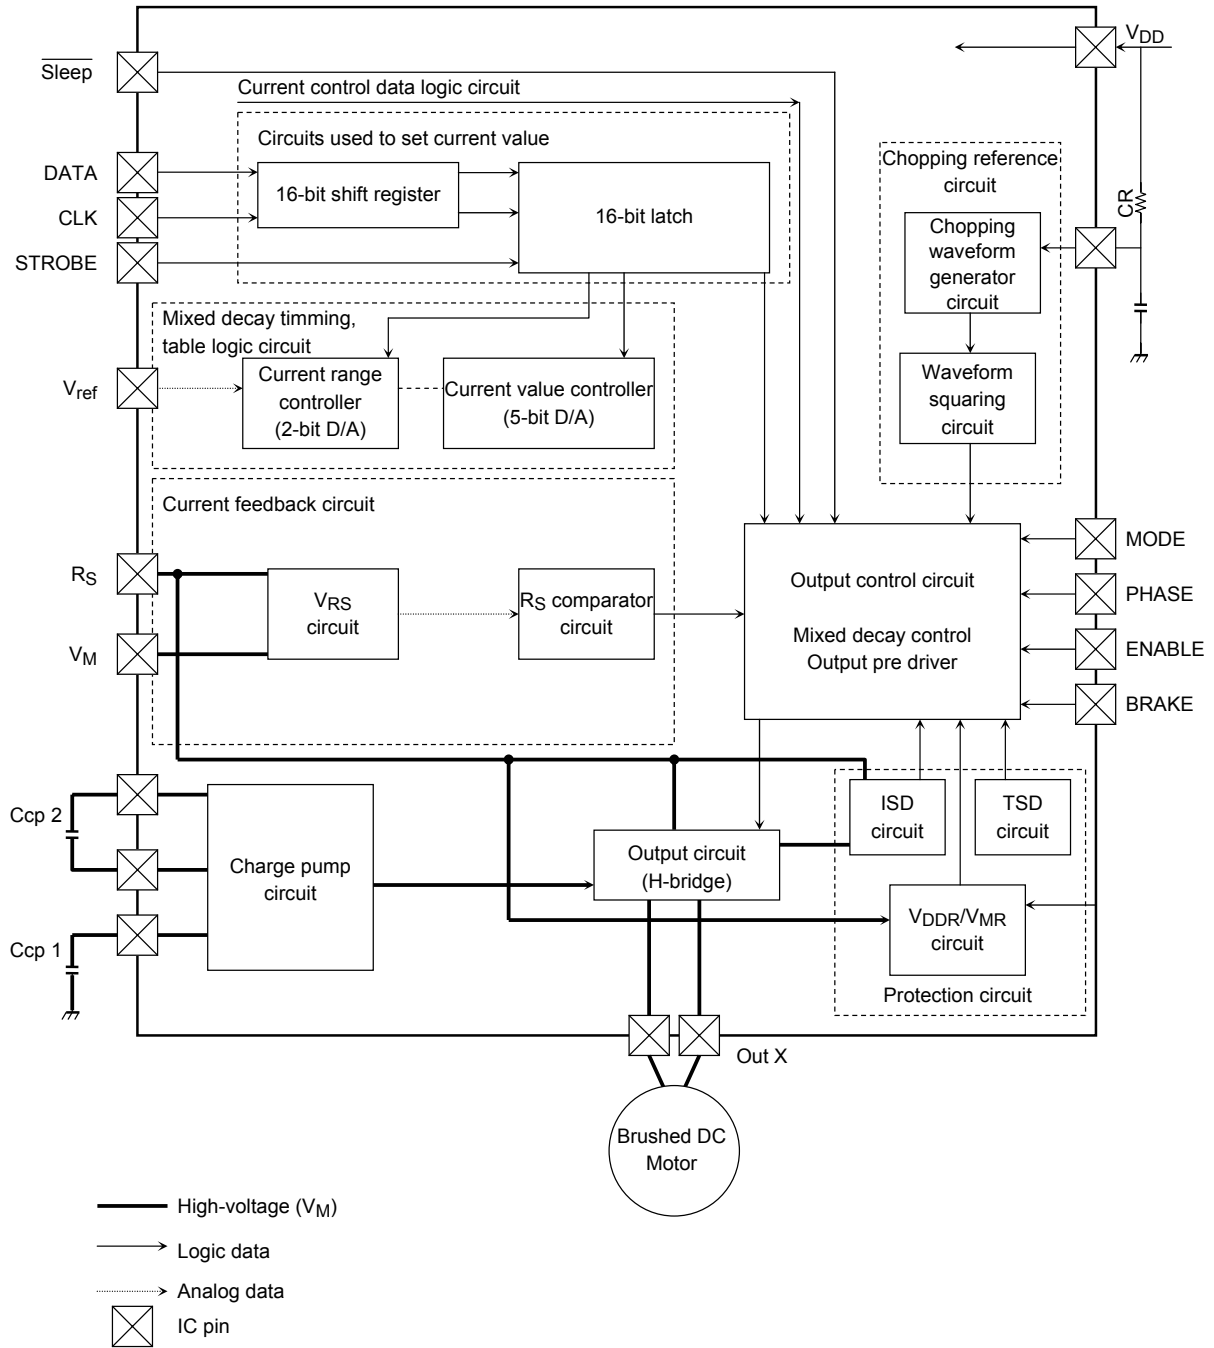 VDD
Sleep
Current control data logic circuit
Circuits used to set current value
DATA
16-bit shift register
16-bit latch
CLK
STROBE
Chopping reference
circuit
CR
Chopping
waveform
generator
circuit
Mixed decay timming,
table logic circuit
Vref
Current range
controller
(2-bit D/A)
Current value controller
(5-bit D/A)
Waveform
squaring
circuit
Current feedback circuit
RS
VRS
circuit
RS comparator
circuit
VM
Output control circuit
Mixed decay control
Output pre driver
MODE
PHASE
ENABLE
BRAKE
Ccp 2
Charge pump
circuit
Ccp 1
Output circuit
(H-bridge)
ISD
circuit
TSD
circuit
VDDR/VMR
circuit
Protection circuit
Out X
Brushed DC
Motor
High-voltage (VM)
Logic data
Analog data
IC pin